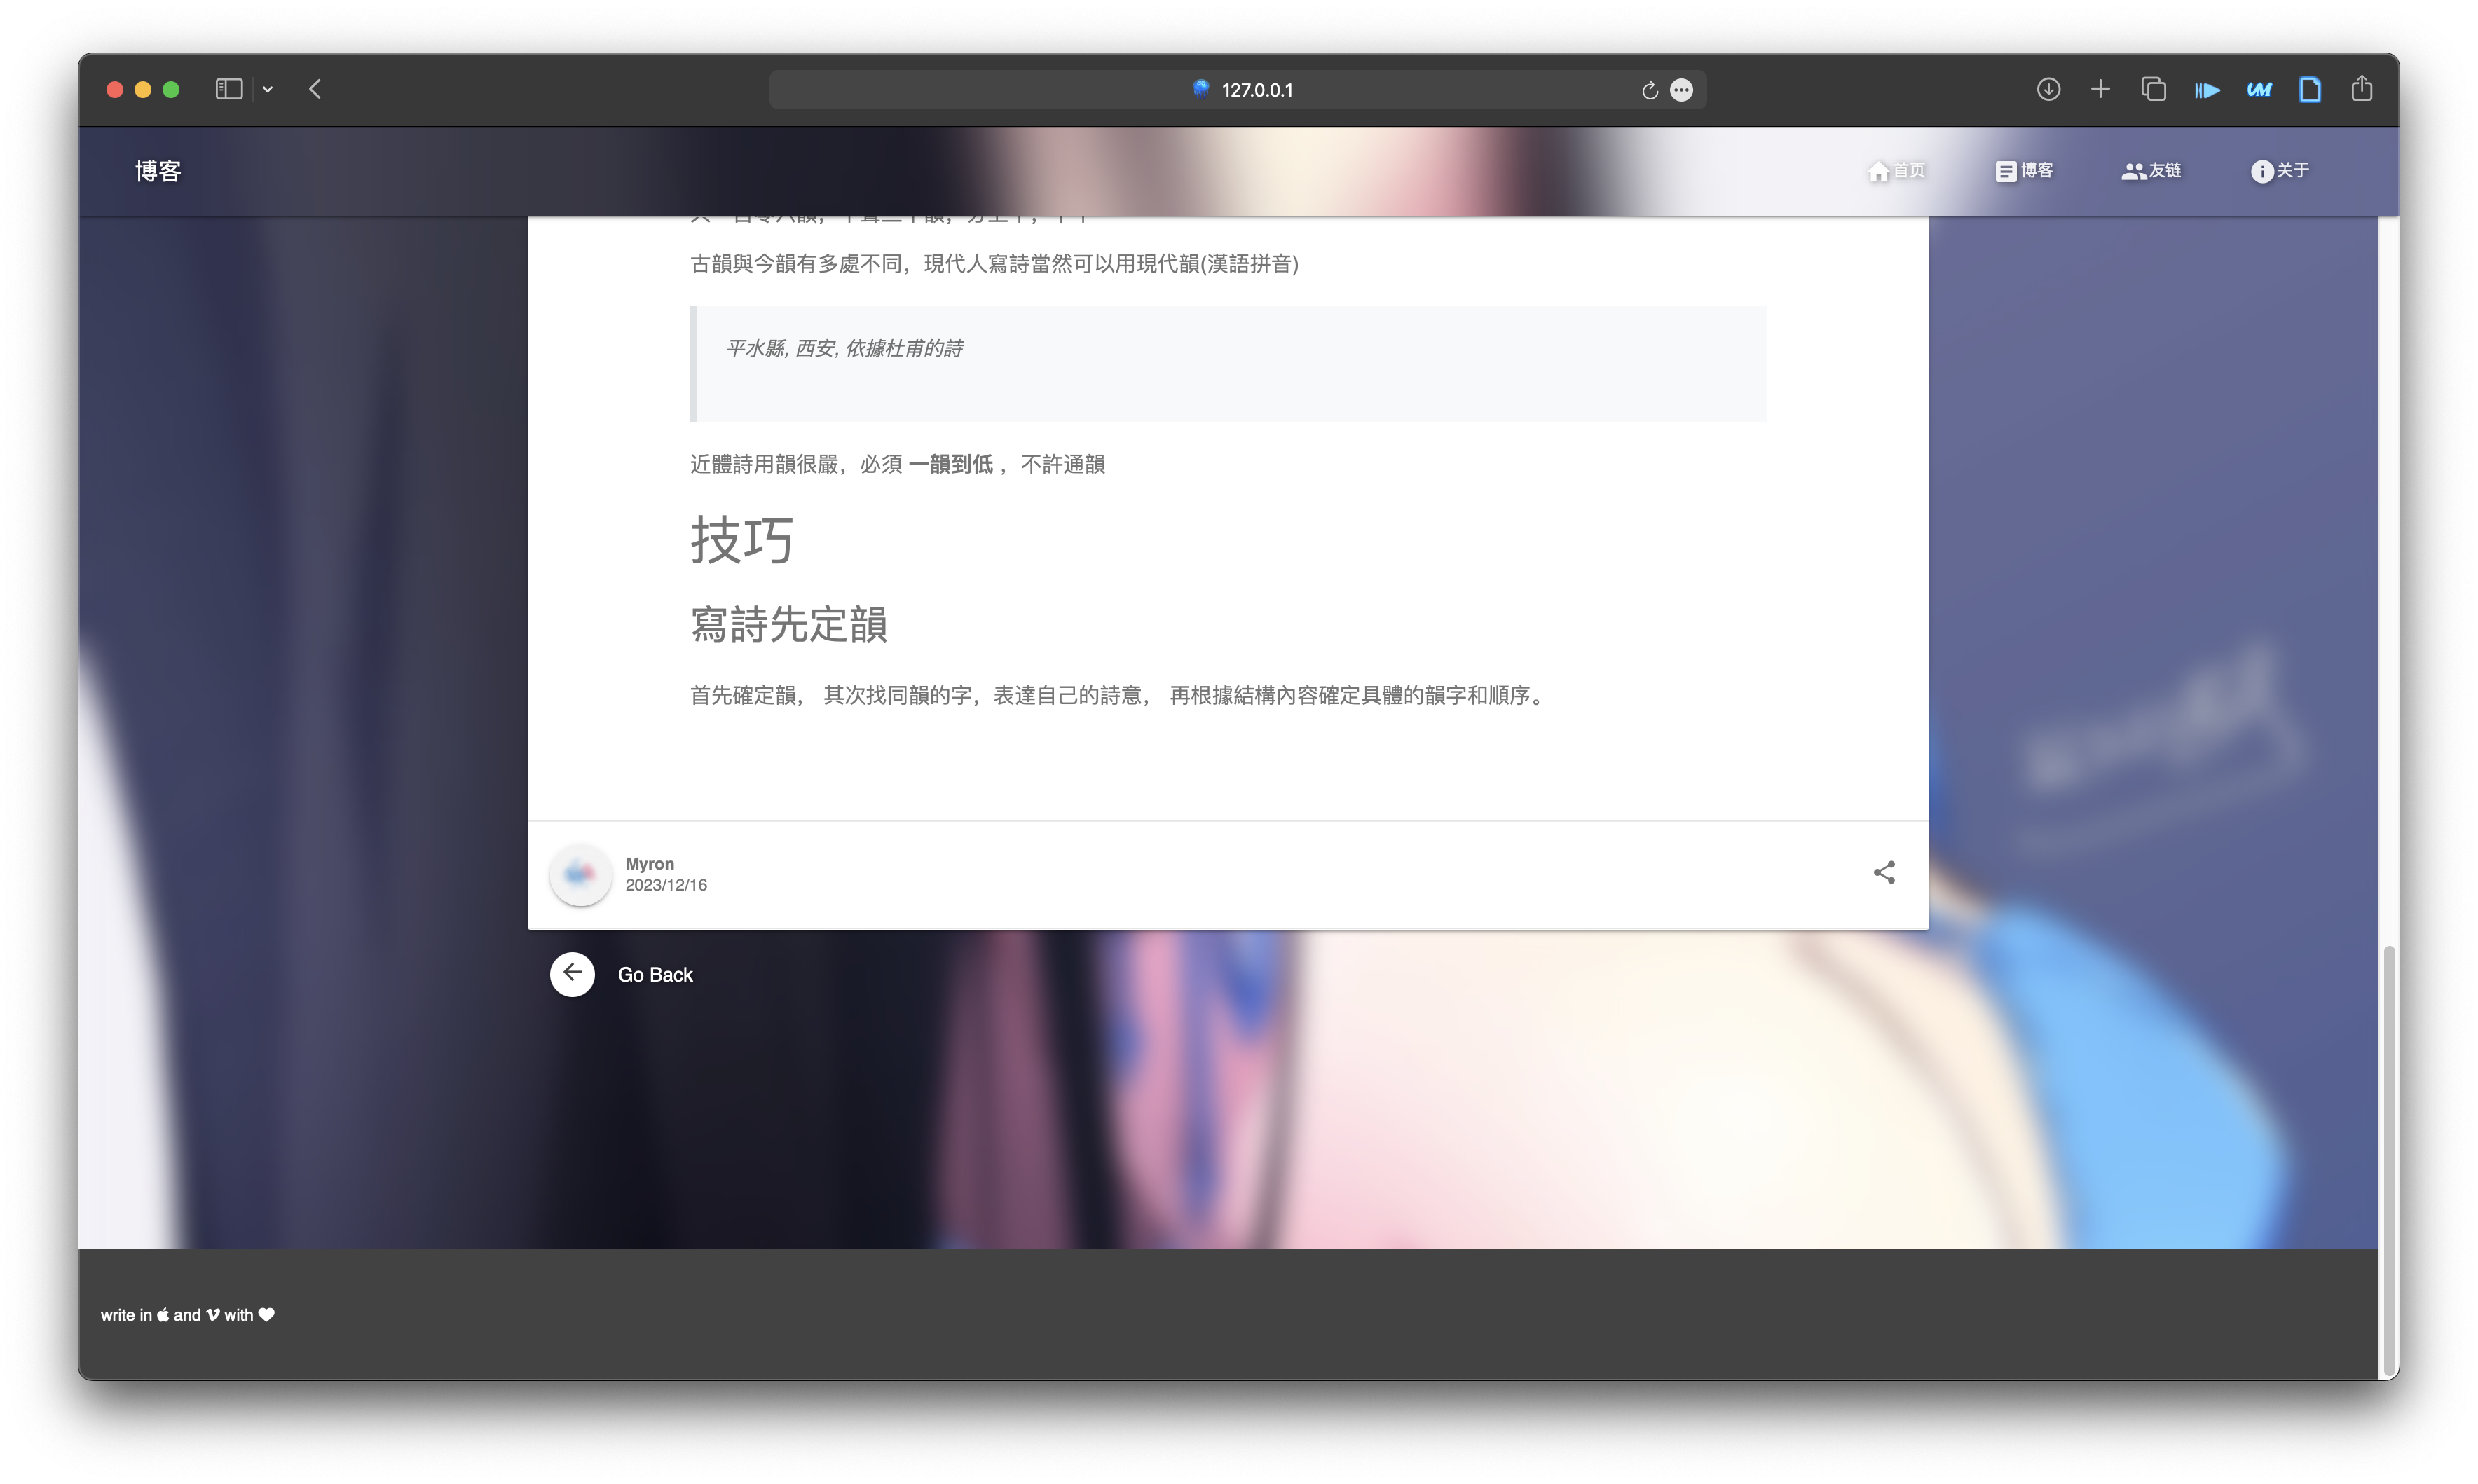 127.0.0.1
博客
首页
博客
友链
关于
古韻與今韻有多處不同，現代人寫詩當然可以用現代韻(漢語拼音)
平水縣, 西安, 依據杜甫的詩
近體詩用韻很嚴，必須 一韻到低 ，不許通韻
技巧
寫詩先定韻
首先確定韻， 其次找同韻的字，表達自己的詩意， 再根據結構內容確定具體的韻字和順序。
Myron
2023/12/16
Go Back
write in and with